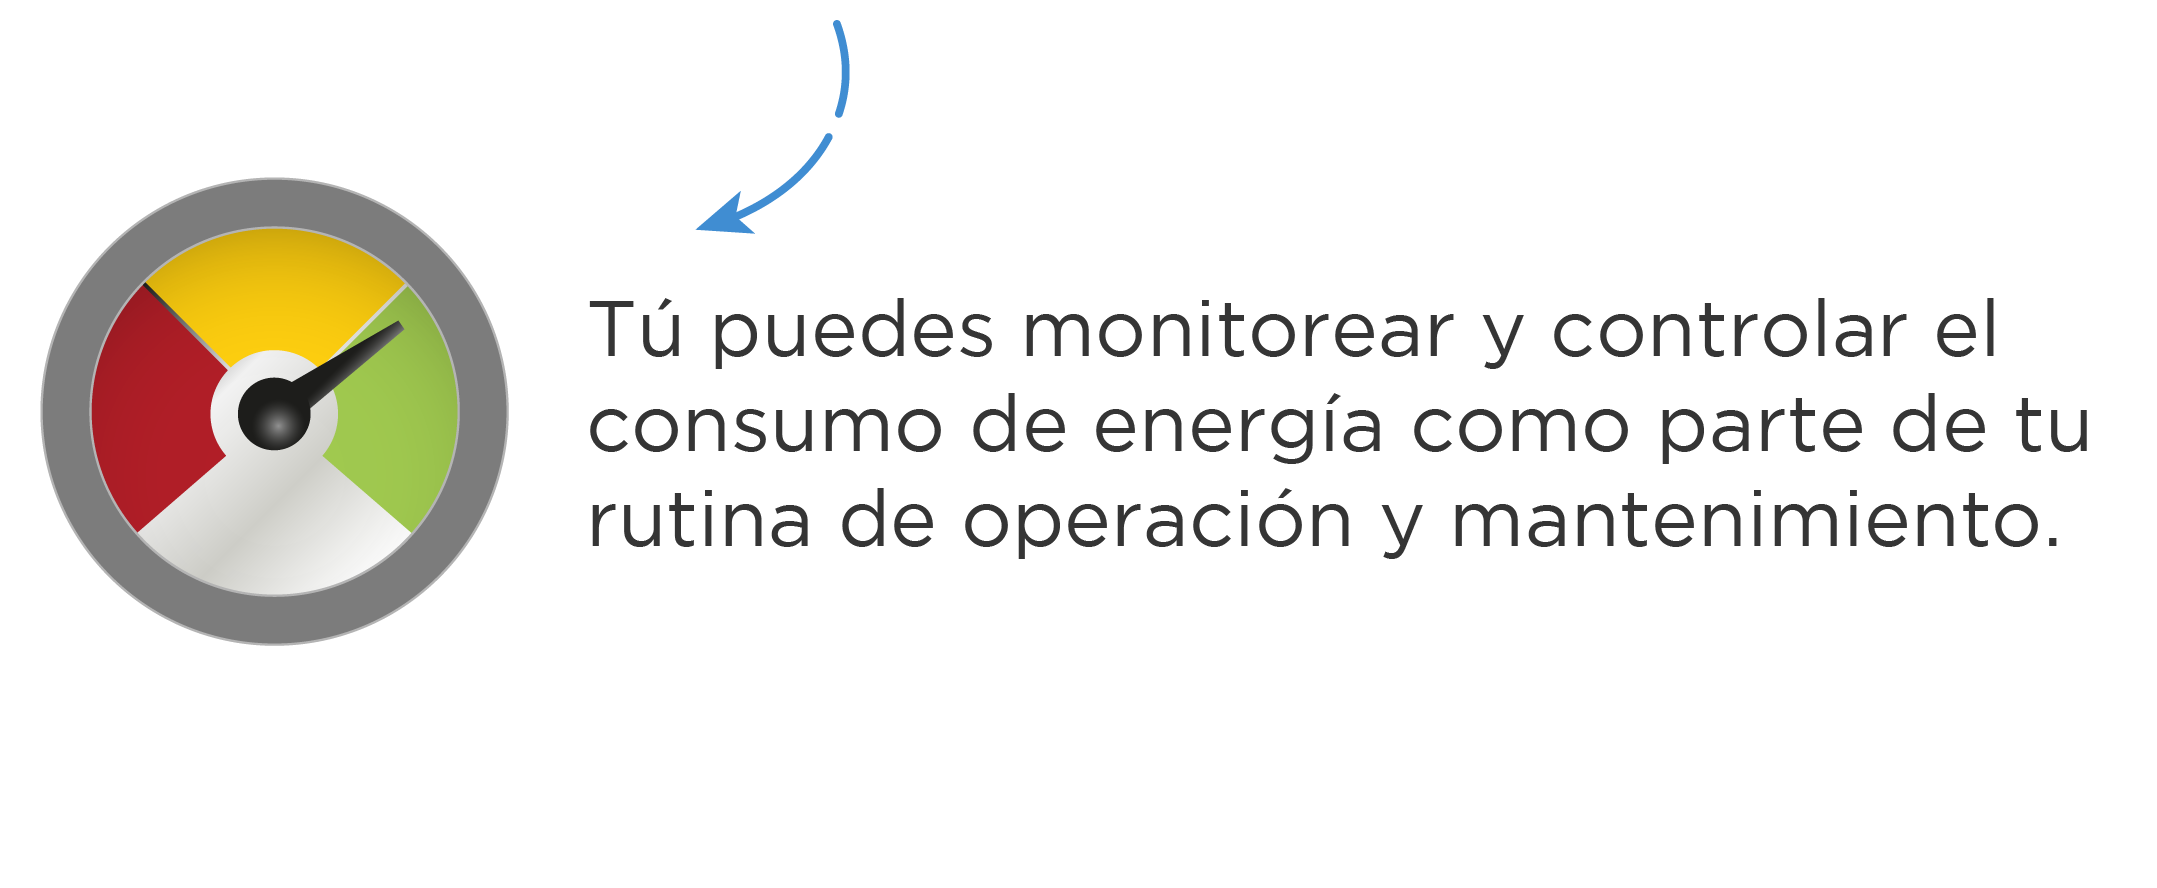 Tú puedes monitorear y controlar el
consumo de energía como parte de tu
rutina de operación y mantenimiento.